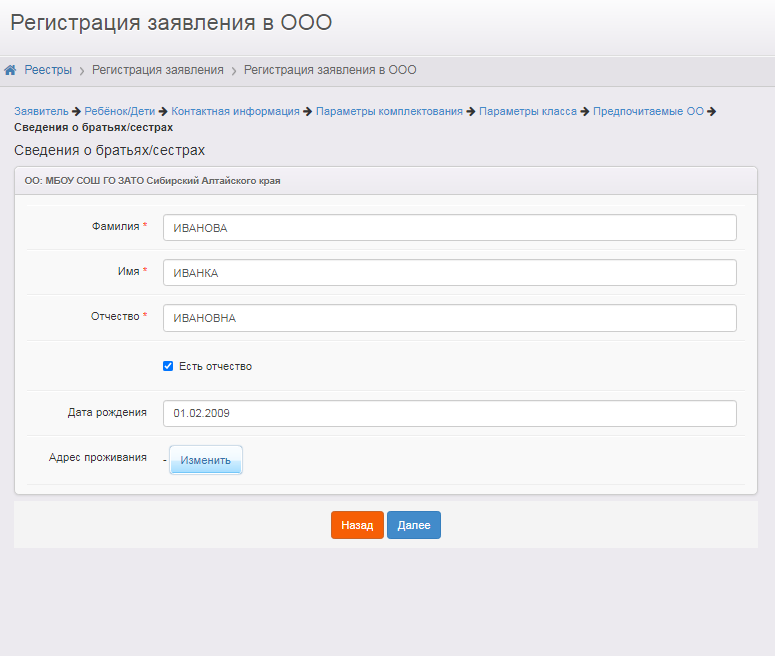 Регистрация заявления в ООО
Реестры > Регистрация заявления > Регистрация заявления в ООО
Заявитель → Ребёнок/Дети → Контактная информация → Параметры комплектования → Параметры класса → Предпочитаемые ОО →
Сведения о братьях/сестрах
Сведения о братьях/сестрах
ОО: МБОУ СОШ ГО ЗАТО Сибирский Алтайского края
Фамилия * ИВАНОВА
Имя * ИВАНКА
Отчество * ИВАНОВНА
Есть отчество
Дата рождения 01.02.2009
Адрес проживания - Изменить
Назад Далее